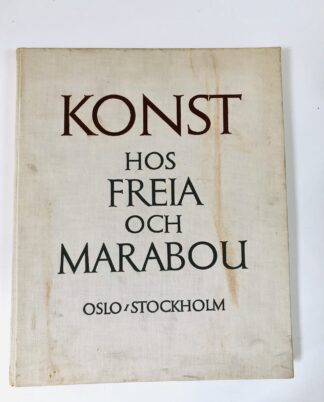 KONST
HOS
FREIA
OCH
MARABOU
OSLO STOCKHOLM